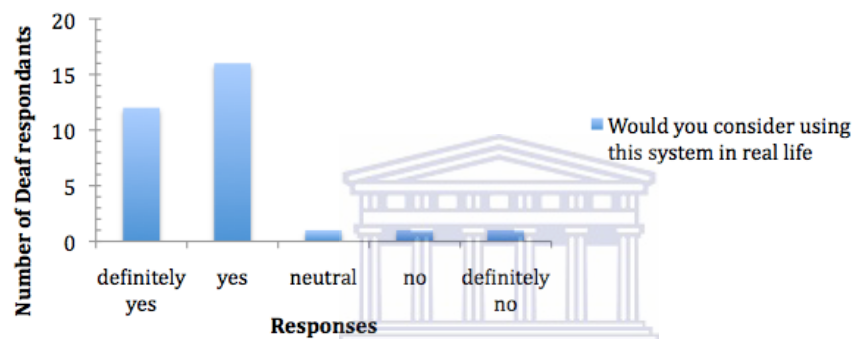 Number of Deaf respondants
20
15
10
5
0
definitely yes
yes
neutral
no
definitely no
Responses
Would you consider using
this system in real life